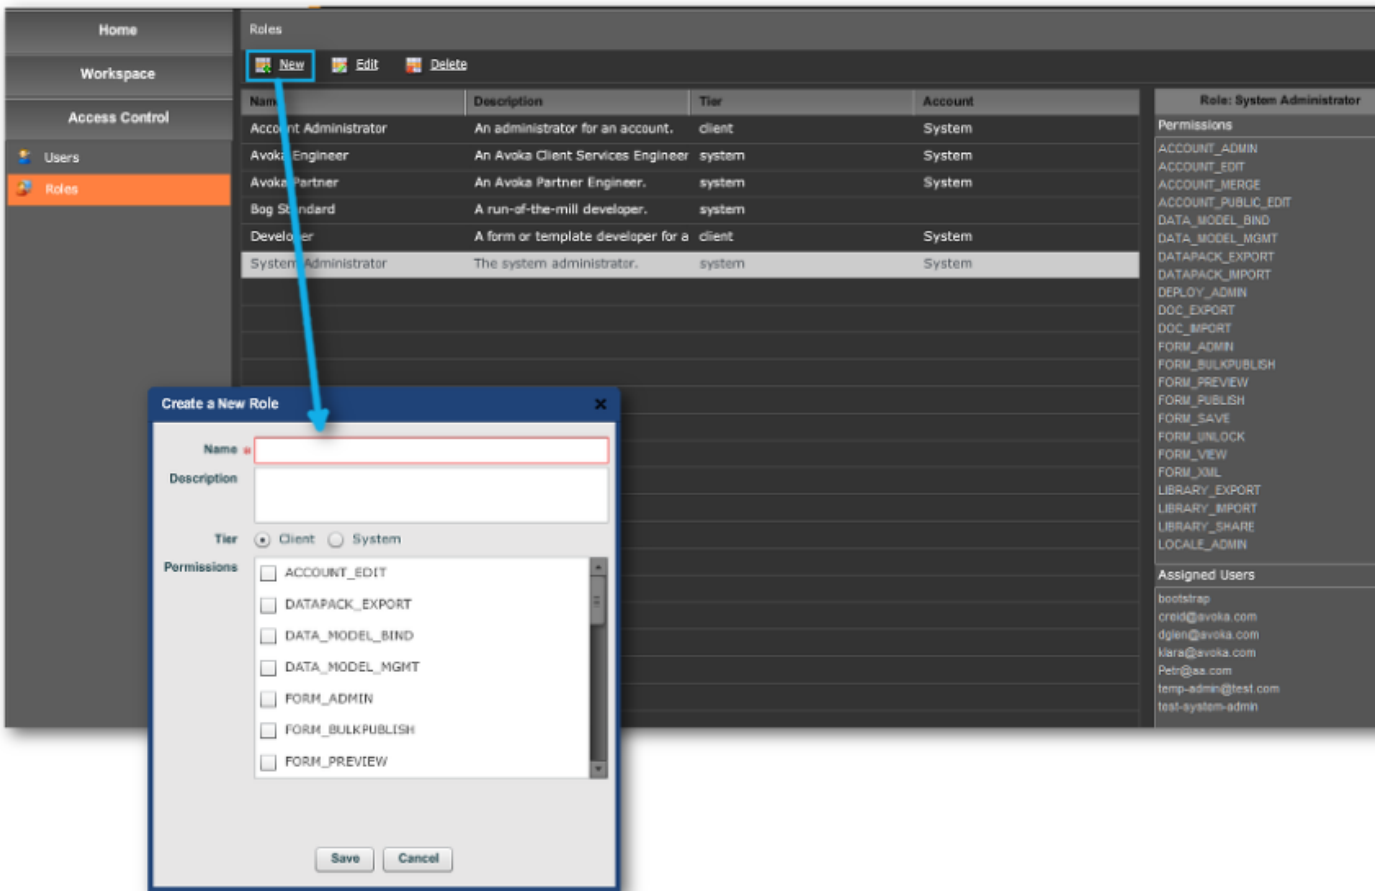 Home
Workspace
Access Control
Users
Roles
Roles
New Edit Delete
Name Description Tier Account
Account Administrator An administrator for an account. client System
Avoka Engineer An Avoka Client Services Engineer system System
Avoka Partner An Avoka Partner Engineer. system System
Bog Standard A run-of-the-mill developer. system
Developer A form or template developer for a client System
System Administrator The system administrator. system System
Role: System Administrator
Permissions
ACCOUNT_ADMIN
ACCOUNT_EDIT
ACCOUNT_MERGE
ACCOUNT_PUBLIC_EDIT
DATA_MODEL_BIND
DATA_MODEL_MGMT
DATAPACK_EXPORT
DATAPACK_IMPORT
DEPLOY_ADMIN
DOC_EXPORT
DOC_IMPORT
FORM_ADMIN
FORM_BULKPUBLISH
FORM_PREVIEW
FORM_PUBLISH
FORM_SAVE
FORM_UNLOCK
FORM_VIEW
FORM_XML
LIBRARY_EXPORT
LIBRARY_IMPORT
LIBRARY_SHARE
LOCALE_ADMIN
Assigned Users
bootstrap
creid@avoka.com
dglen@avoka.com
klara@avoka.com
Petr@aa.com
temp-admin@test.com
test-system-admin
Create a New Role
Name
Description
Tier Client System
Permissions
ACCOUNT_EDIT
DATAPACK_EXPORT
DATA_MODEL_BIND
DATA_MODEL_MGMT
FORM_ADMIN
FORM_BULKPUBLISH
FORM_PREVIEW
Save Cancel